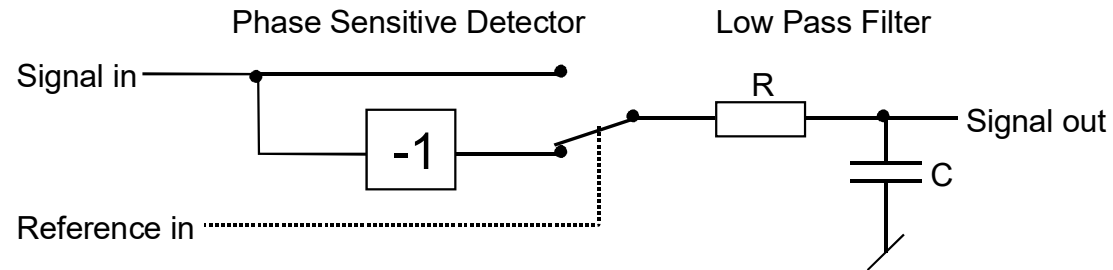 Phase Sensitive Detector
Low Pass Filter
Signal in
R
-1
Signal out
C
Reference in